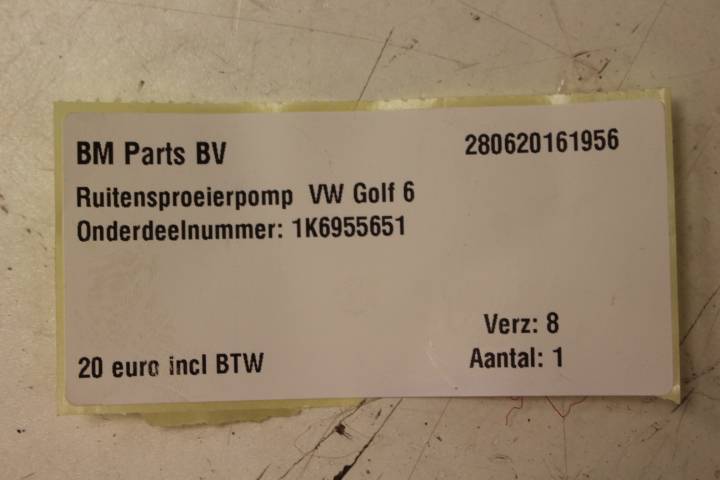 BM Parts BV 280620161956
Ruitensproeierpomp VW Golf 6
Onderdeelnummer: 1K6955651
Verz: 8
20 euro incl BTW Aantal: 1